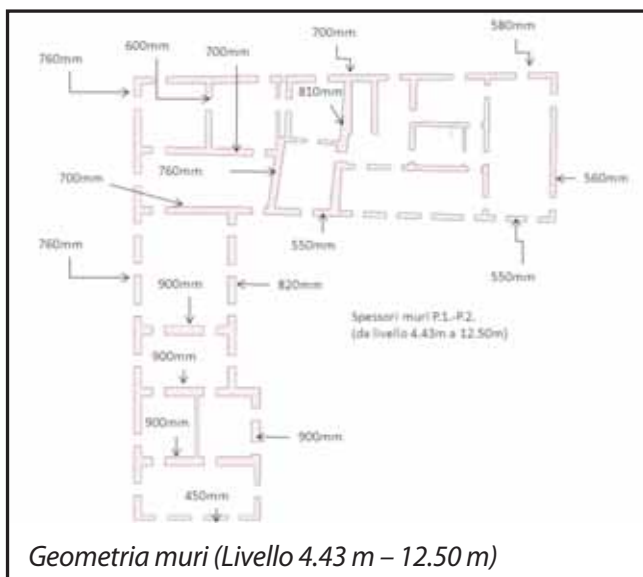 580mm
700mm
600mm
700mm
760mm
810mm
760mm
700mm
560mm
550mm
550mm
760mm
900mm
820mm
Spessori muri P.1.-P.2.
(da livello 4.43m a 12.50m)
900mm
900mm
900mm
450mm
Geometria muri (Livello 4.43 m – 12.50 m)